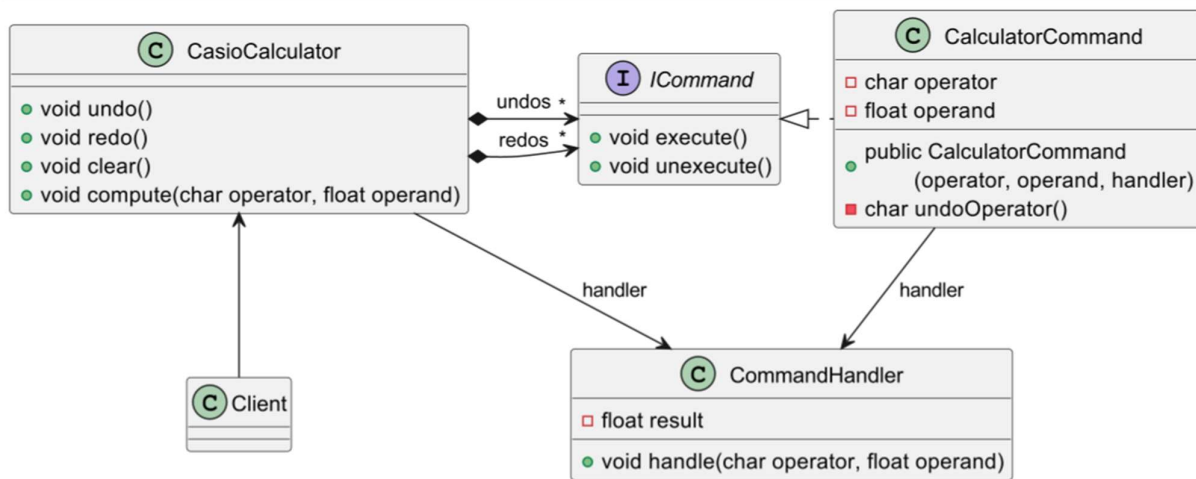 C CasioCalculator
void undo()
void redo()
void clear()
void compute(char operator, float operand)
undos *
redos *
I ICommand
void execute()
void unexecute()
C CalculatorCommand
char operator
float operand
public CalculatorCommand
(operator, operand, handler)
char undoOperator()
handler
handler
C Client
C CommandHandler
float result
void handle(char operator, float operand)